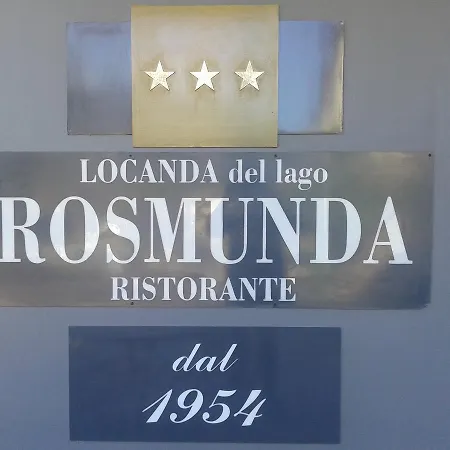 LOCANDA del lago
ROSMUNDA
RISTORANTE
dal
1954